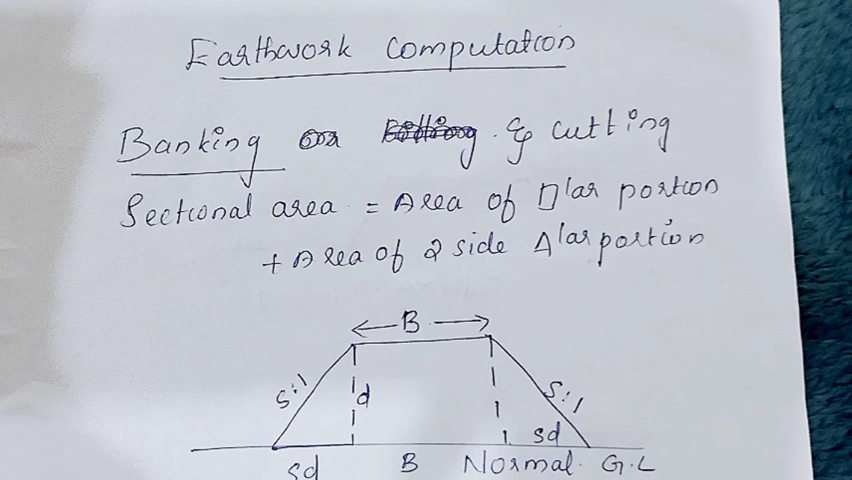 Earthwork Computation
Banking & cutting
Sectional area = Area of □lar portion
+ Area of 2 side Δlar portion
B
S:1
d
S:1
sd
sd
B
Normal. G.L